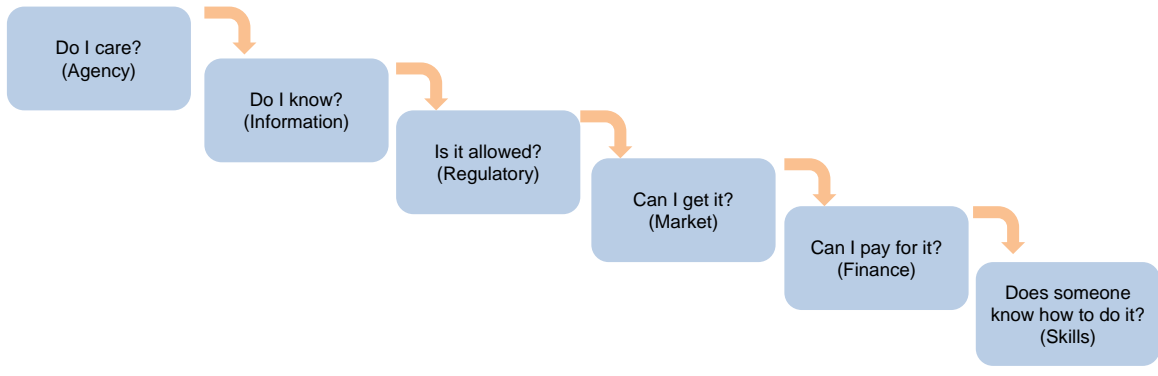 Do I care?
(Agency)
Do I know?
(Information)
Is it allowed?
(Regulatory)
Can I get it?
(Market)
Can I pay for it?
(Finance)
Does someone
know how to do it?
(Skills)